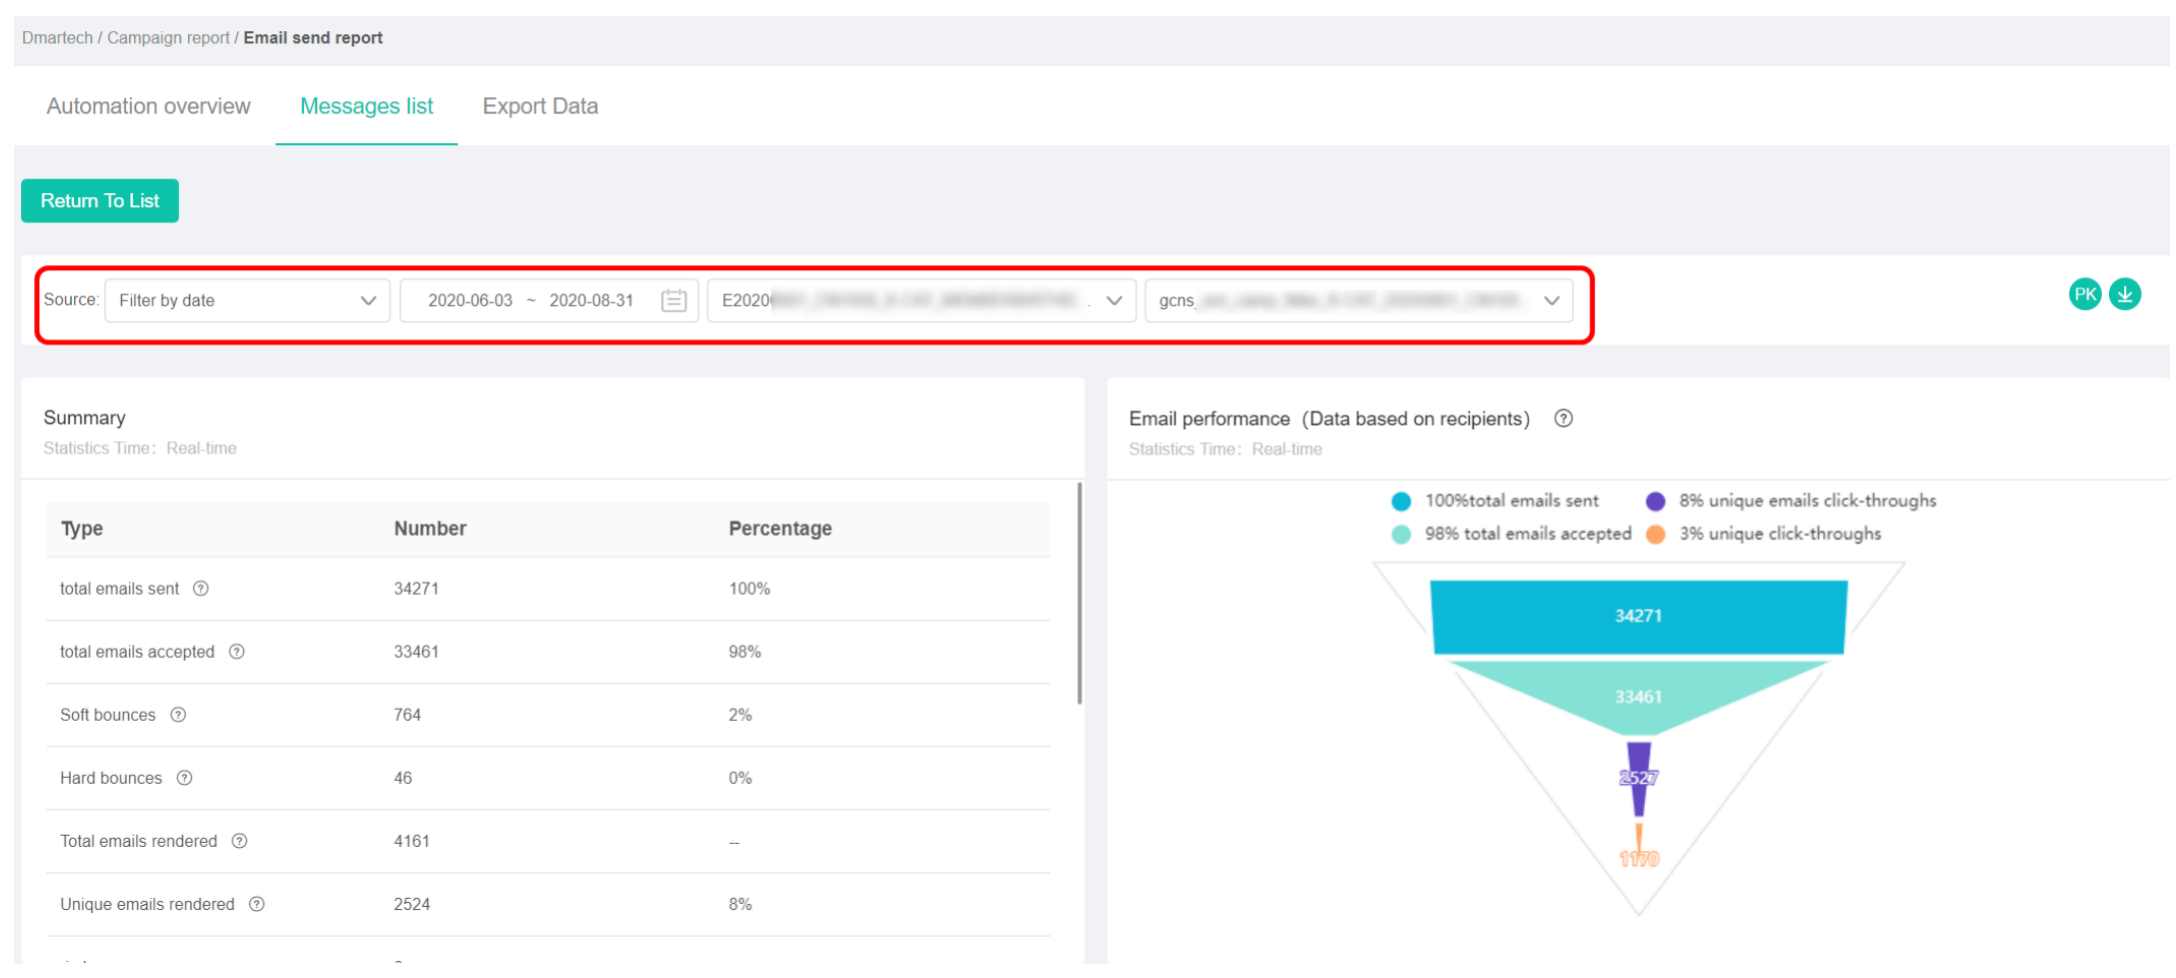 Dmartech / Campaign report / Email send report
Automation overview Messages list Export Data
Return To List
Source: Filter by date 2020-06-03 ~ 2020-08-31 E2020 gcns_ PK
Summary
Statistics Time: Real-time
Type Number Percentage
total emails sent ? 34271 100%
total emails accepted ? 33461 98%
Soft bounces ? 764 2%
Hard bounces ? 46 0%
Total emails rendered ? 4161 --
Unique emails rendered ? 2524 8%
Email performance (Data based on recipients) ?
Statistics Time: Real-time
100%total emails sent 8% unique emails click-throughs
98% total emails accepted 3% unique click-throughs
34271
33461
2527
1170